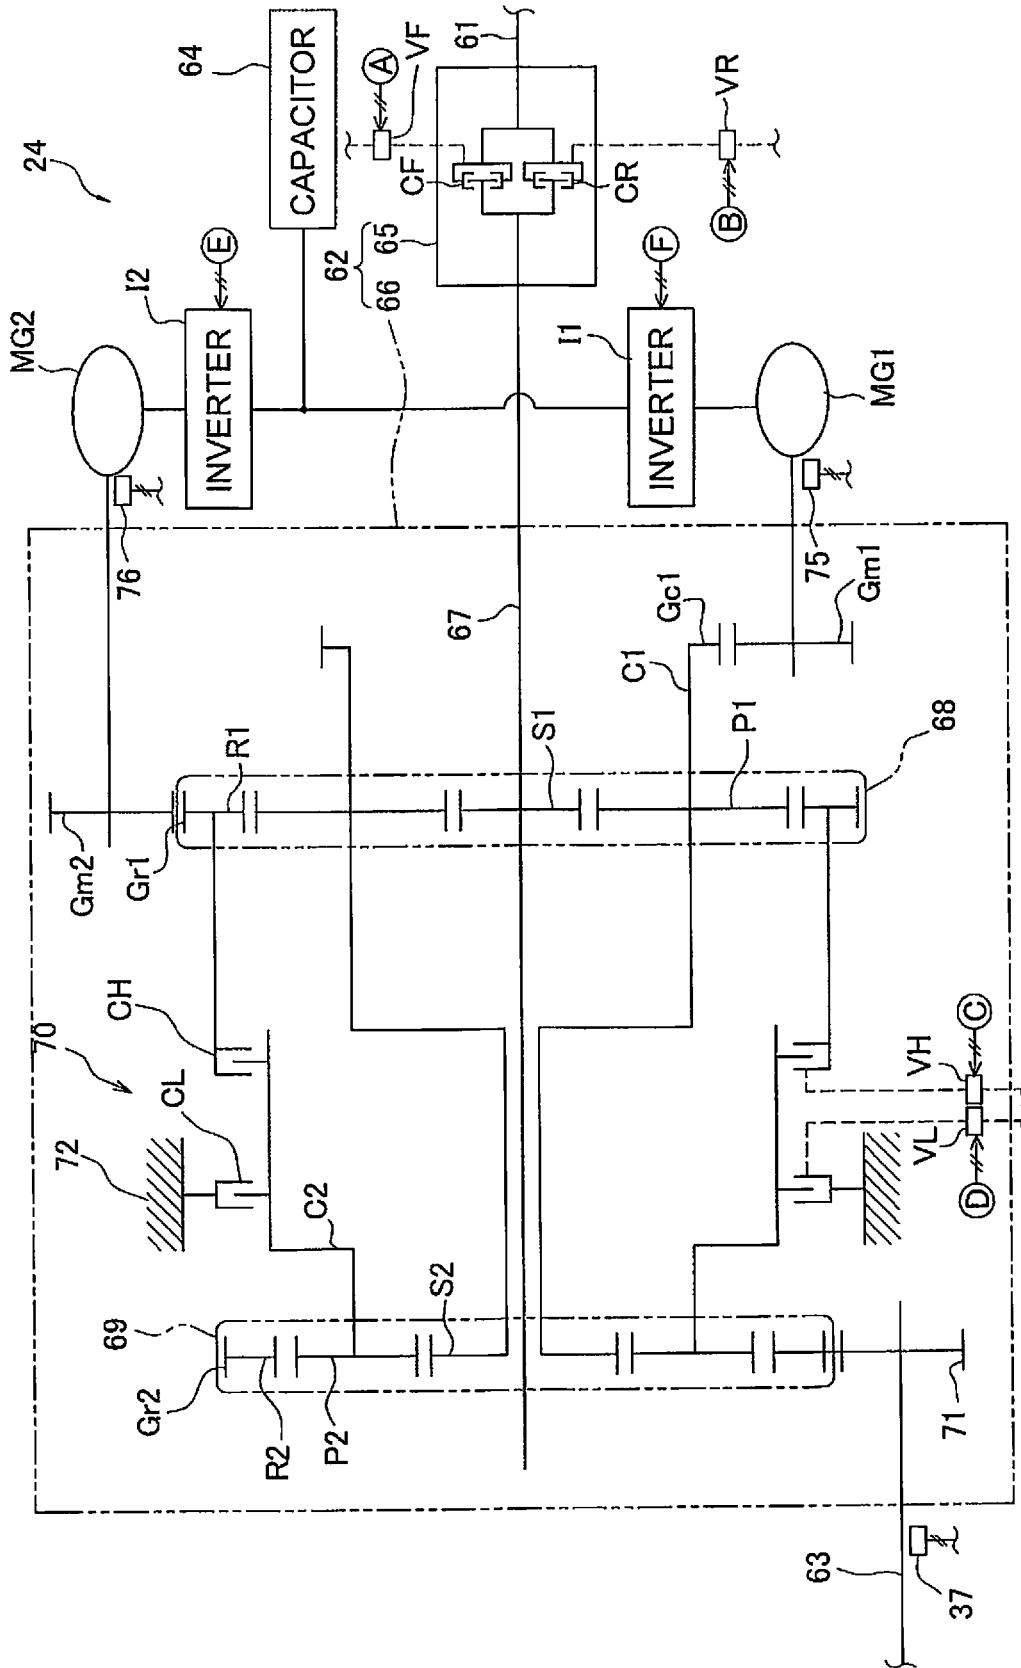 24
64
CAPACITOR
A
VF
61
CF
CR
VR
B
62
65
66
E
I2
INVERTER
MG2
F
I1
INVERTER
MG1
76
75
67
Gc1
C1
Gm1
Gm2
Gr1
R1
S1
P1
68
70
CH
CL
72
C2
S2
VH
C
VL
D
69
Gr2
R2
P2
71
63
37